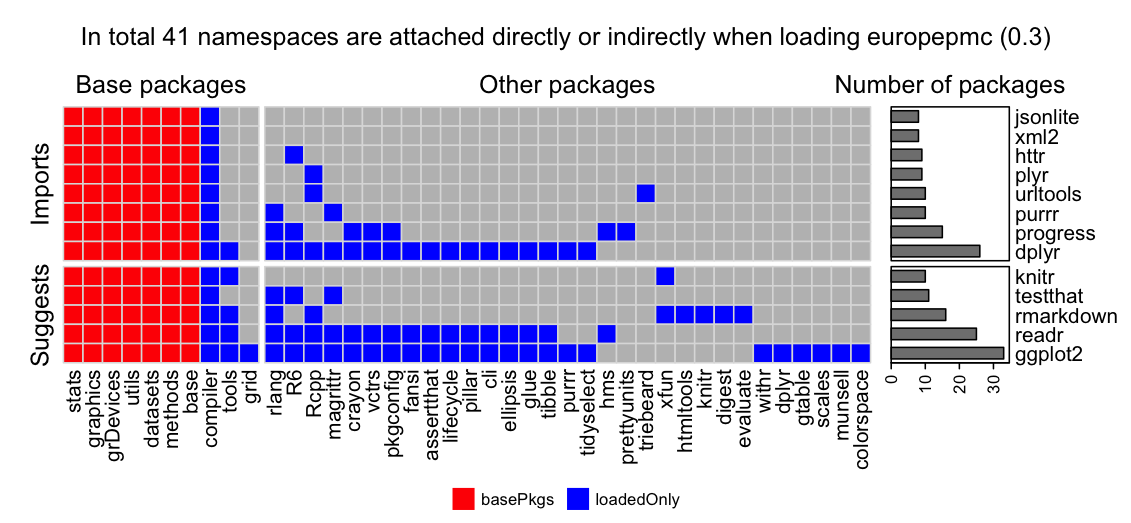 In total 41 namespaces are attached directly or indirectly when loading europepmc (0.3)
Base packages
Other packages
Number of packages
Imports
Suggests
jsonlite
xml2
httr
plyr
urltools
purrr
progress
dplyr
knitr
testthat
rmarkdown
readr
ggplot2
stats
graphics
grDevices
utils
datasets
methods
base
compiler
tools
grid
rlang
R6
Rcpp
magrittr
crayon
vctrs
pkgconfig
fansi
assertthat
lifecycle
pillar
cli
ellipsis
glue
tibble
purrr
tidyselect
hms
prettyunits
triebeard
xfun
htmltools
knitr
digest
evaluate
withr
dplyr
gtable
scales
munsell
colorspace
0
10
20
30
basePkgs
loadedOnly